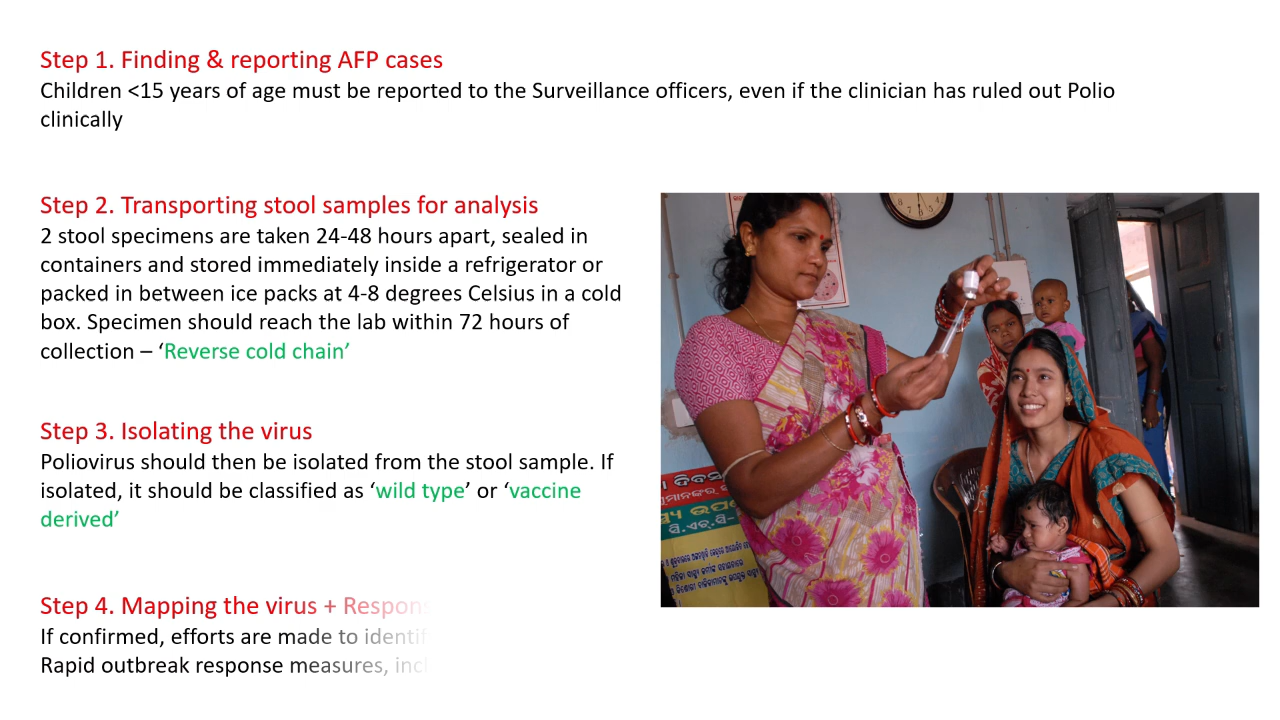 Step 1. Finding & reporting AFP cases
Children <15 years of age must be reported to the Surveillance officers, even if the clinician has ruled out Polio
clinically
Step 2. Transporting stool samples for analysis
2 stool specimens are taken 24-48 hours apart, sealed in
containers and stored immediately inside a refrigerator or
packed in between ice packs at 4-8 degrees Celsius in a cold
box. Specimen should reach the lab within 72 hours of
collection – ‘Reverse cold chain’
Step 3. Isolating the virus
Poliovirus should then be isolated from the stool sample. If
isolated, it should be classified as ‘wild type’ or ‘vaccine
derived’
Step 4. Mapping the virus + Respon
If confirmed, efforts are made to identif
Rapid outbreak response measures, inc